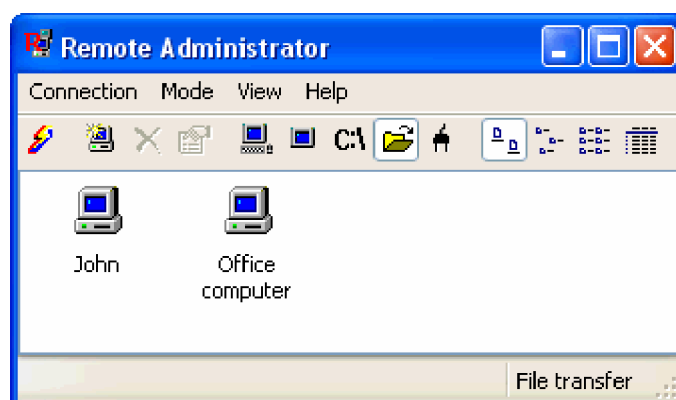 Remote Administrator
Connection Mode View Help
C:\
John
Office
computer
File transfer